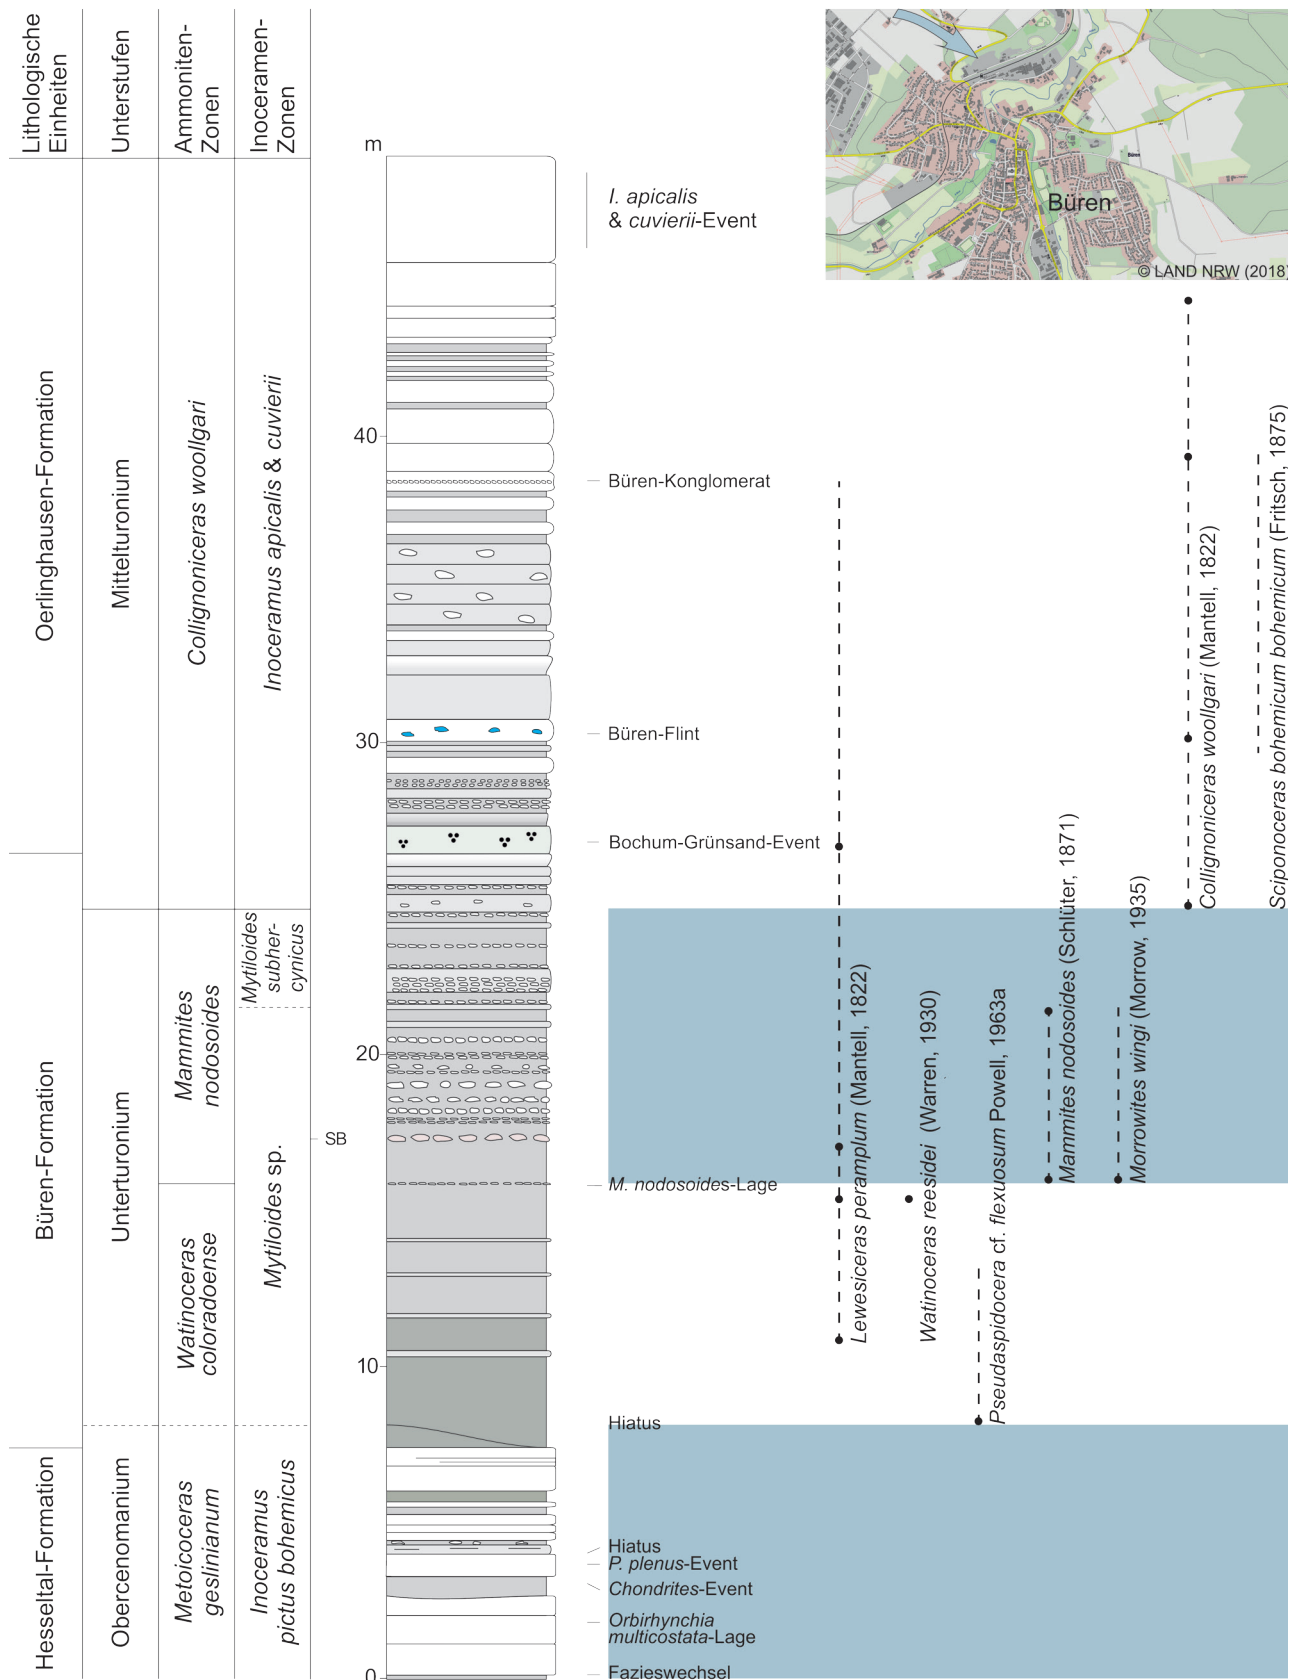 Lithologische
Einheiten
Unterstufen
Ammoniten-
Zonen
Inoceramen-
Zonen
m
Büren
© LAND NRW (2018)
I. apicalis
& cuvierii-Event
Oerlinghausen-Formation
Mittelturonium
Collignoniceras woollgari
Inoceramus apicalis & cuvierii
40
Büren-Konglomerat
30
Büren-Flint
Bochum-Grünsand-Event
Collignoniceras woollgari (Mantell, 1822)
Sciponoceras bohemicum bohemicum (Fritsch, 1875)
Büren-Formation
Unterturonium
Mammites
nodosoides
Mytiloides
subher-
cynicus
20
SB
M. nodosoides-Lage
Watinoceras
coloradoense
Mytiloides sp.
10
Lewesiceras peramplum (Mantell, 1822)
Watinoceras reesidei (Warren, 1930)
Pseudaspidocera cf. flexuosum Powell, 1963a
Mammites nodosoides (Schlüter, 1871)
Morrowites wingi (Morrow, 1935)
Hiatus
Hesseltal-Formation
Obercenomanium
Metoicoceras
geslinianum
Inoceramus
pictus bohemicus
Hiatus
P. plenus-Event
Chondrites-Event
Orbirhynchia
multicostata-Lage
0
Fazieswechsel